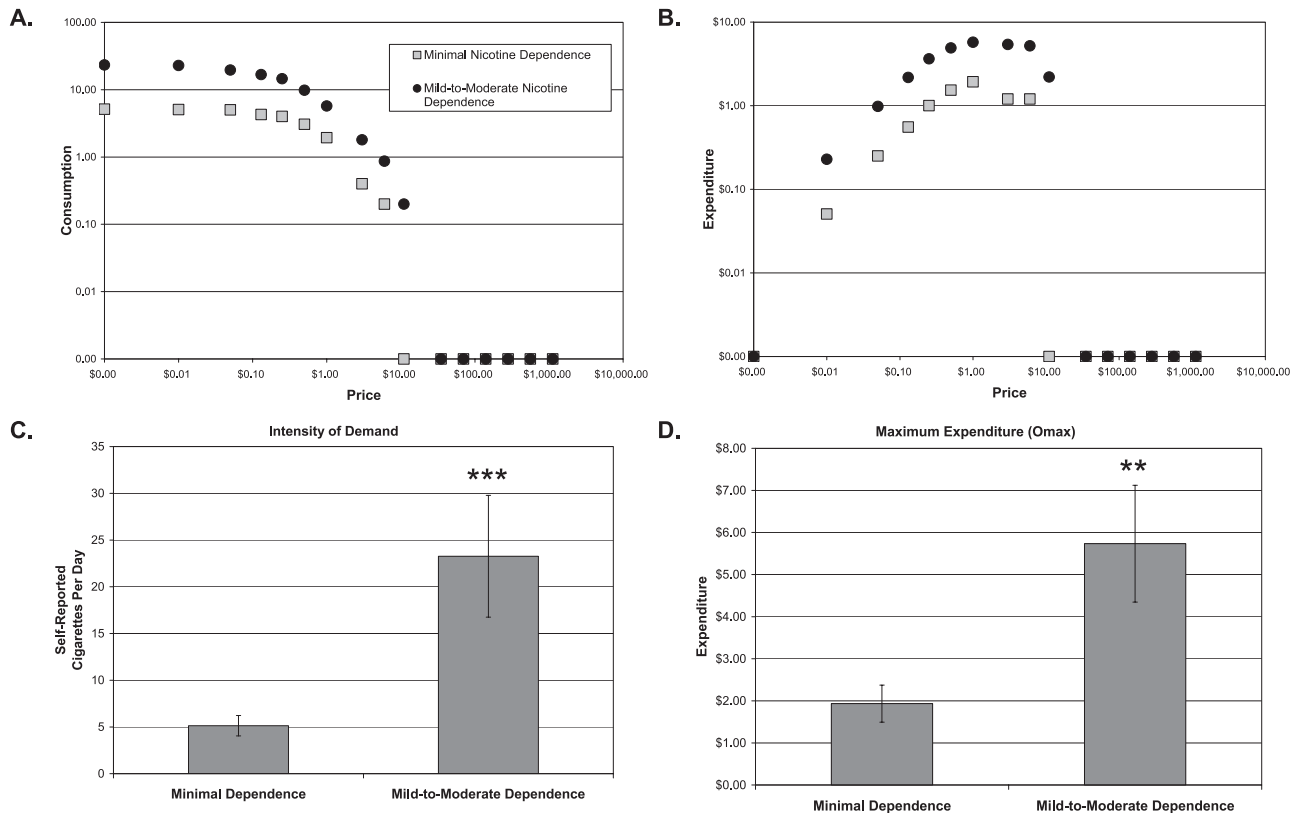 A.
100.00
10.00
1.00
0.10
0.01
0.00
Consumption
Minimal Nicotine Dependence
Mild-to-Moderate Nicotine
Dependence
$0.00 $0.01 $0.10 $1.00 $10.00 $100.00 $1,000.00 $10,000.00
Price
B.
$10.00
$1.00
$0.10
$0.01
$0.00
Expenditure
$0.00 $0.01 $0.10 $1.00 $10.00 $100.00 $1,000.00 $10,000.00
Price
C.
Intensity of Demand
35
30
25
20
15
10
5
0
Self-Reported
Cigarettes Per Day
***
Minimal Dependence Mild-to-Moderate Dependence
D.
Maximum Expenditure (Omax)
$8.00
$7.00
$6.00
$5.00
$4.00
$3.00
$2.00
$1.00
$0.00
Expenditure
**
Minimal Dependence Mild-to-Moderate Dependence